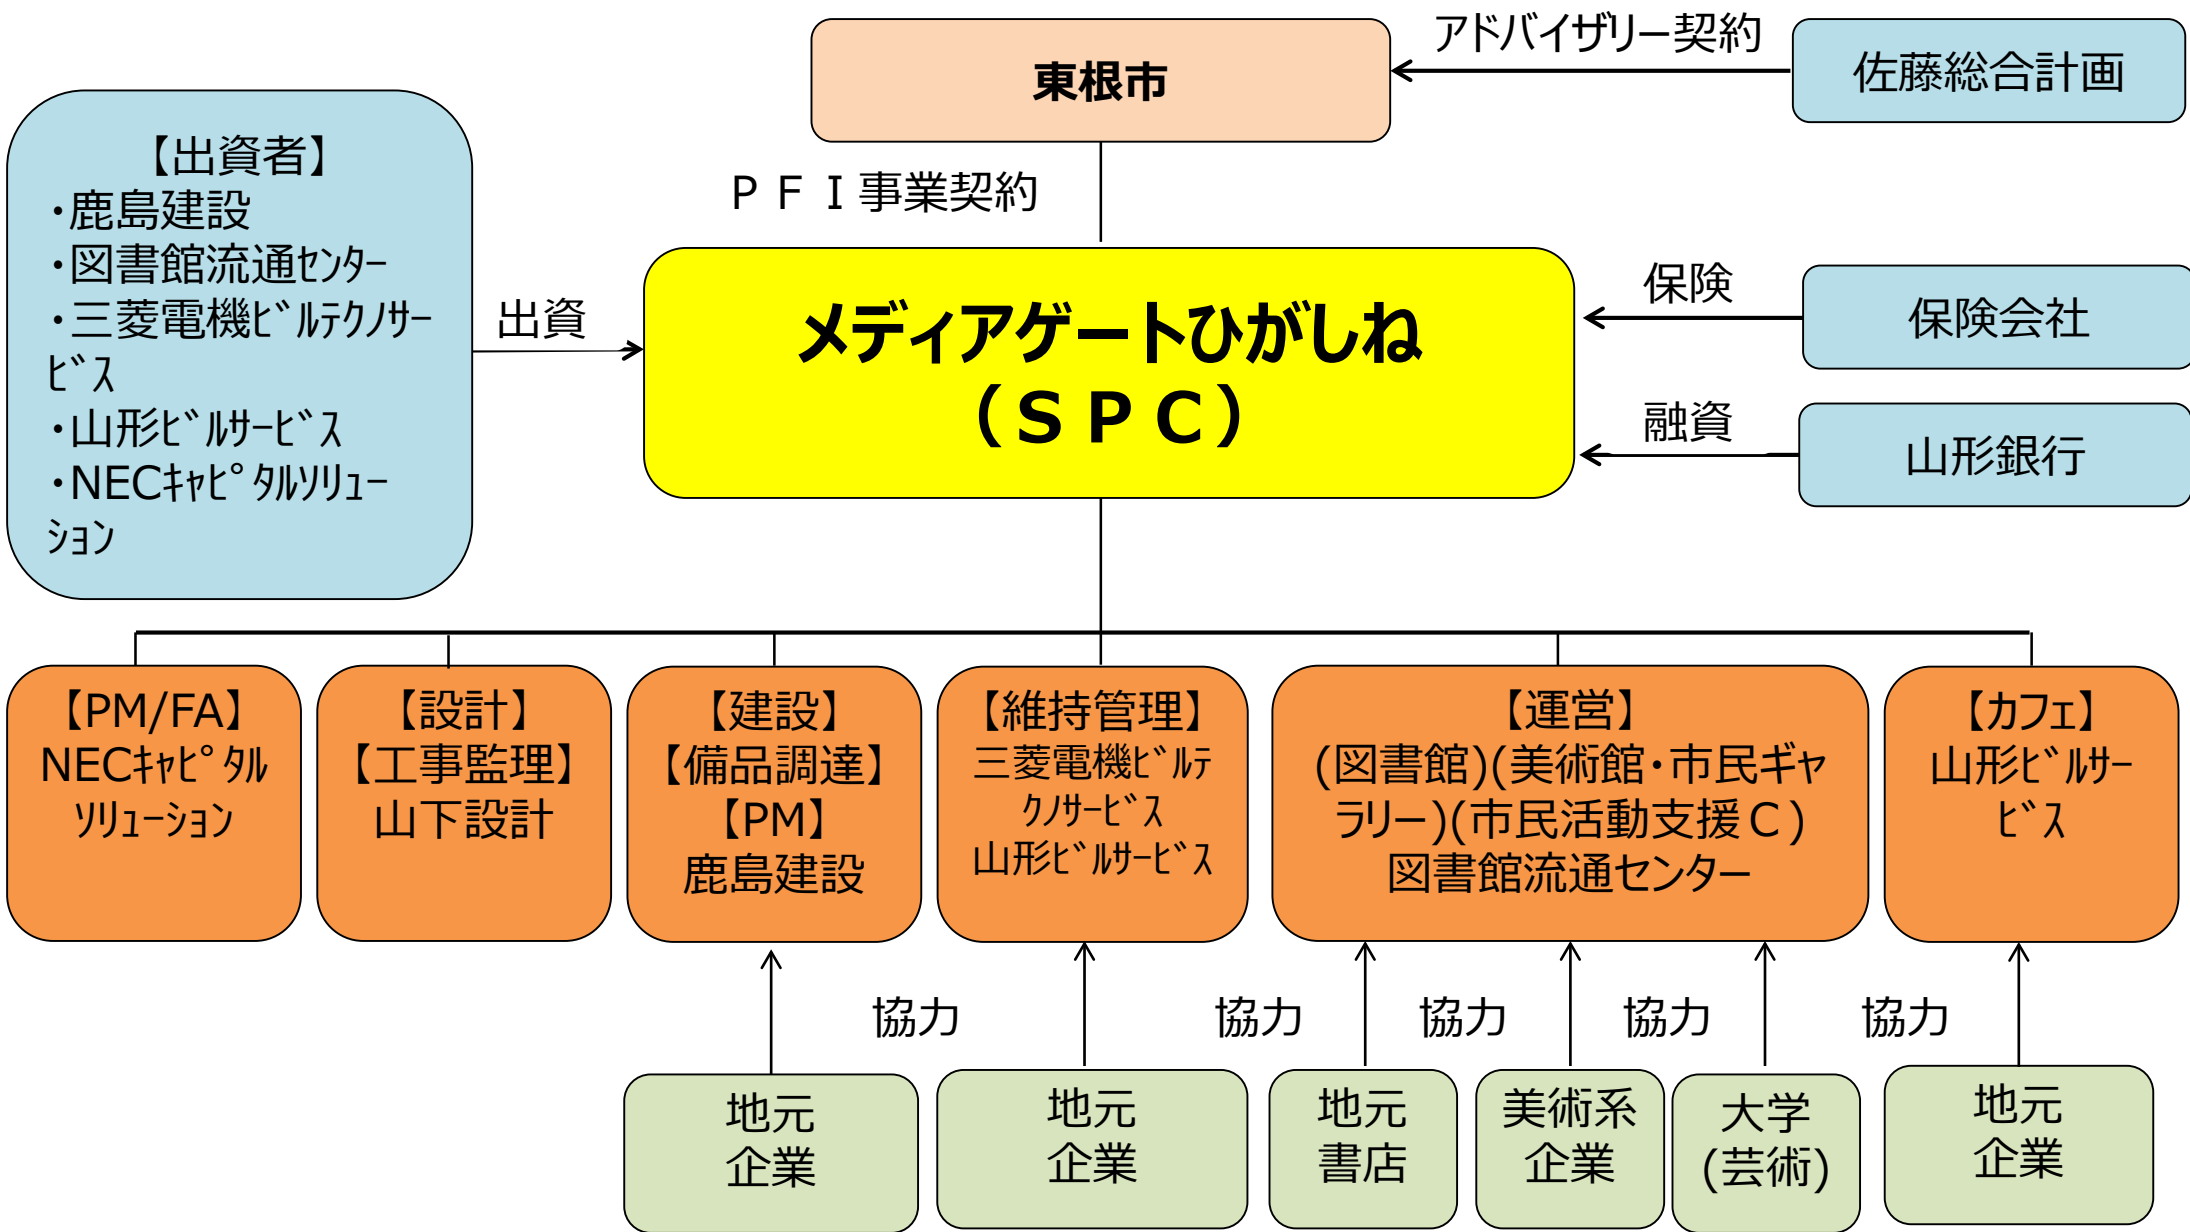 アドバイザリー契約
東根市
佐藤総合計画
【出資者】
・鹿島建設
・図書館流通センター
・三菱電機ﾋﾞﾙﾃｸﾉｻｰ
ﾋﾞｽ
・山形ﾋﾞﾙｻｰﾋﾞｽ
・NECｷｬﾋﾟﾀﾙｿﾘｭｰ
ｼｮﾝ
ＰＦＩ事業契約
出資
メディアゲートひがしね
（ＳＰＣ）
保険
保険会社
融資
山形銀行
【PM/FA】
NECｷｬﾋﾟﾀﾙ
ｿﾘｭｰｼｮﾝ
【設計】
【工事監理】
山下設計
【建設】
【備品調達】
【PM】
鹿島建設
【維持管理】
三菱電機ﾋﾞﾙﾃ
ｸﾉｻｰﾋﾞｽ
山形ﾋﾞﾙｻｰﾋﾞｽ
【運営】
(図書館)(美術館・市民ギャ
ラリー)(市民活動支援Ｃ)
図書館流通センター
【カフェ】
山形ﾋﾞﾙｻｰ
ﾋﾞｽ
協力
協力
協力
協力
協力
地元
企業
地元
企業
地元
書店
美術系
企業
大学
(芸術)
地元
企業